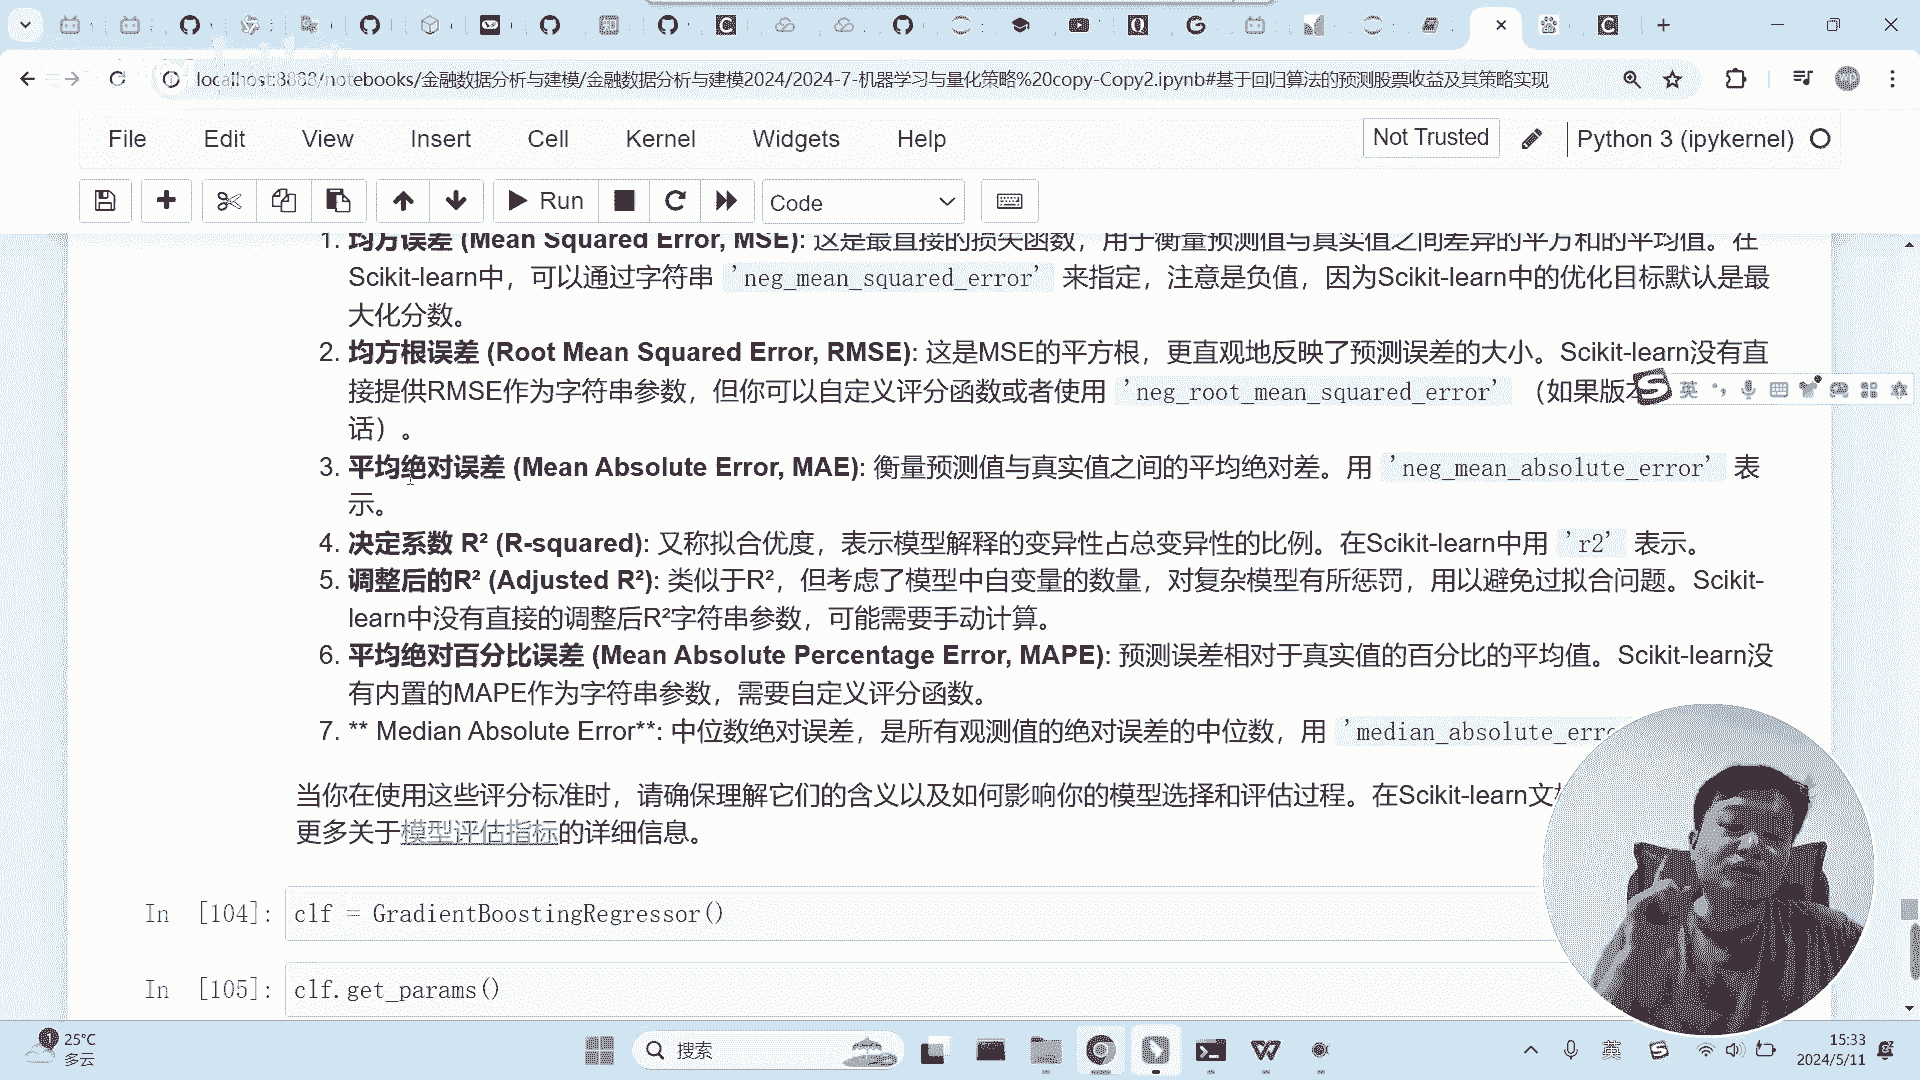 localhost:8888/notebooks/金融数据分析与建模/金融数据分析与建模2024/2024-7-机器学习与量化策略%20copy-Copy2.ipynb#基于回归算法的预测股票收益及其策略实现
File Edit View Insert Cell Kernel Widgets Help
Not Trusted
Python 3 (ipykernel)
Run
Code
1. 均方误差 (Mean Squared Error, MSE): 这是最直接的损失函数，用于衡量预测值与真实值之间差异的平方和的平均值。在
Scikit-learn中，可以通过字符串 'neg_mean_squared_error' 来指定，注意是负值，因为Scikit-learn中的优化目标默认是最
大化分数。
2. 均方根误差 (Root Mean Squared Error, RMSE): 这是MSE的平方根，更直观地反映了预测误差的大小。Scikit-learn没有直
接提供RMSE作为字符串参数，但你可以自定义评分函数或者使用 'neg_root_mean_squared_error' （如果版本
英
话）。
3. 平均绝对误差 (Mean Absolute Error, MAE): 衡量预测值与真实值之间的平均绝对差。用 'neg_mean_absolute_error' 表
示。
4. 决定系数 R² (R-squared): 又称拟合优度，表示模型解释的变异性占总变异性的比例。在Scikit-learn中用 'r2' 表示。
5. 调整后的R² (Adjusted R²): 类似于R²，但考虑了模型中自变量的数量，对复杂模型有所惩罚，用以避免过拟合问题。Scikit-
learn中没有直接的调整后R²字符串参数，可能需要手动计算。
6. 平均绝对百分比误差 (Mean Absolute Percentage Error, MAPE): 预测误差相对于真实值的百分比的平均值。Scikit-learn没
有内置的MAPE作为字符串参数，需要自定义评分函数。
7. ** Median Absolute Error**: 中位数绝对误差，是所有观测值的绝对误差的中位数，用 'median_absolute_erro
当你在使用这些评分标准时，请确保理解它们的含义以及如何影响你的模型选择和评估过程。在Scikit-learn文
更多关于模型评估指标的详细信息。
In [104]: clf = GradientBoostingRegressor()
In [105]: clf.get_params()
25°C
多云
搜索
英
15:33
2024/5/11